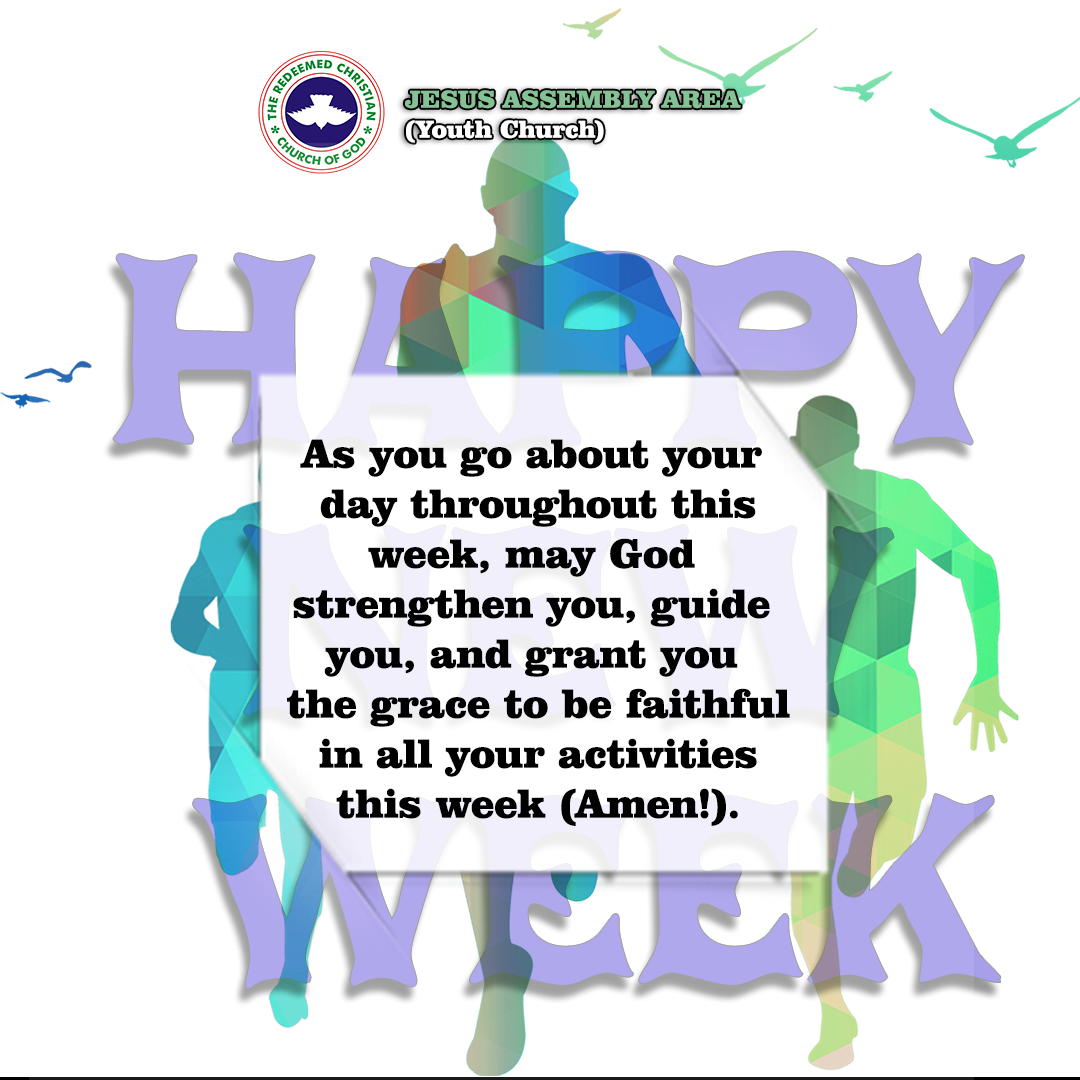 THE REDEEMED CHRISTIAN
CHURCH OF GOD
JESUS ASSEMBLY AREA
(Youth Church)
HAPPY
NEW
WEEK
As you go about your
day throughout this
week, may God
strengthen you, guide
you, and grant you
the grace to be faithful
in all your activities
this week (Amen!).